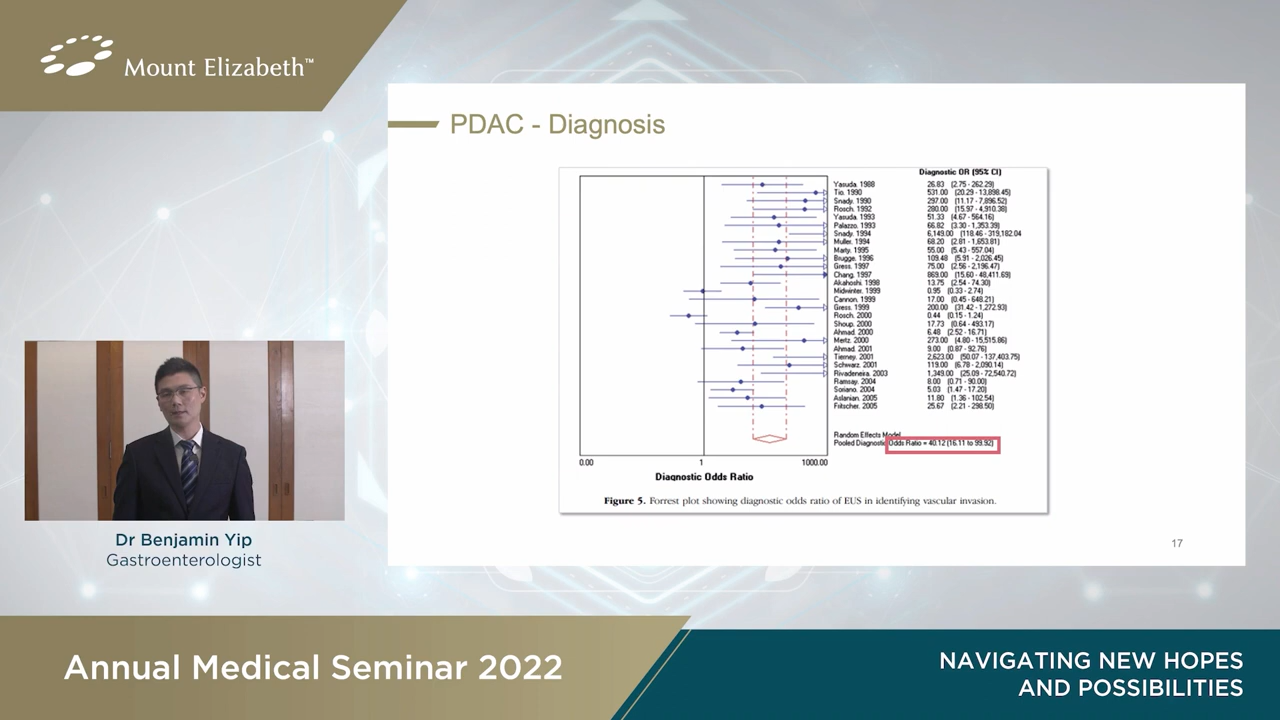 Mount Elizabeth™
PDAC - Diagnosis
Diagnostic OR (95% CI)
Yasuda. 1988 26.83 (2.75 - 262.29)
Tio. 1990 531.00 (20.29 - 13,898.45)
Snady. 1990 297.00 (11.17 - 7,896.52)
Rosch. 1992 280.00 (15.97 - 4,910.38)
Yasuda. 1993 51.33 (4.67 - 564.16)
Palazzo. 1993 66.82 (3.30 - 1,353.39)
Snady. 1994 6,149.00 (118.46 - 319,182.04
Muller. 1994 68.20 (2.81 - 1,653.81)
Marty. 1995 55.00 (5.43 - 557.04)
Brugge. 1996 109.48 (5.91 - 2,026.45)
Gress. 1997 75.00 (2.56 - 2,196.47)
Chang. 1997 869.00 (15.60 - 48,411.69)
Akahoshi. 1998 13.75 (2.54 - 74.30)
Midwinter. 1999 0.95 (0.33 - 2.74)
Cannon. 1999 17.00 (0.45 - 648.21)
Gress. 1999 200.00 (31.42 - 1,272.93)
Rosch. 2000 0.44 (0.15 - 1.24)
Shoup. 2000 17.73 (0.64 - 493.17)
Ahmad. 2000 6.48 (2.52 - 16.71)
Mertz. 2000 273.00 (4.80 - 15,515.86)
Ahmad. 2001 9.00 (0.87 - 92.76)
Tierney. 2001 2,623.00 (50.07 - 137,403.75)
Schwarz. 2001 119.00 (6.78 - 2,090.14)
Rivadeneira. 2003 1,349.00 (25.09 - 72,540.72)
Ramsay. 2004 8.00 (0.71 - 90.00)
Soriano. 2004 5.03 (1.47 - 17.20)
Aslanian. 2005 11.80 (1.36 - 102.54)
Fritscher. 2005 25.67 (2.21 - 298.50)
Random Effects Model
Pooled Diagnostic Odds Ratio = 40.12 (16.11 to 99.92)
0.00 1 1000.00
Diagnostic Odds Ratio
Figure 5. Forrest plot showing diagnostic odds ratio of EUS in identifying vascular invasion.
17
Dr Benjamin Yip
Gastroenterologist
Annual Medical Seminar 2022
NAVIGATING NEW HOPES
AND POSSIBILITIES